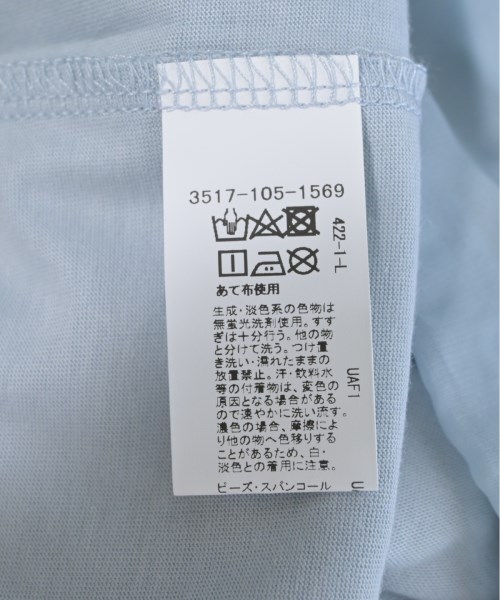 3517-105-1569
422-1-L
あて布使用
生成・淡色系の色物は
無蛍光洗剤使用。すす
ぎは十分行う。他の物
と分けて洗う。つけ置
き洗い・濡れたままの
放置禁止。汗・飲料水
等の付着物は、変色の
原因となる場合がある
ので速やかに洗い流す。
濃色の場合、摩擦によ
り他の物へ色移りする
ことがあるため、白・
淡色との着用に注意。
UAF1
ビーズ・スパンコール